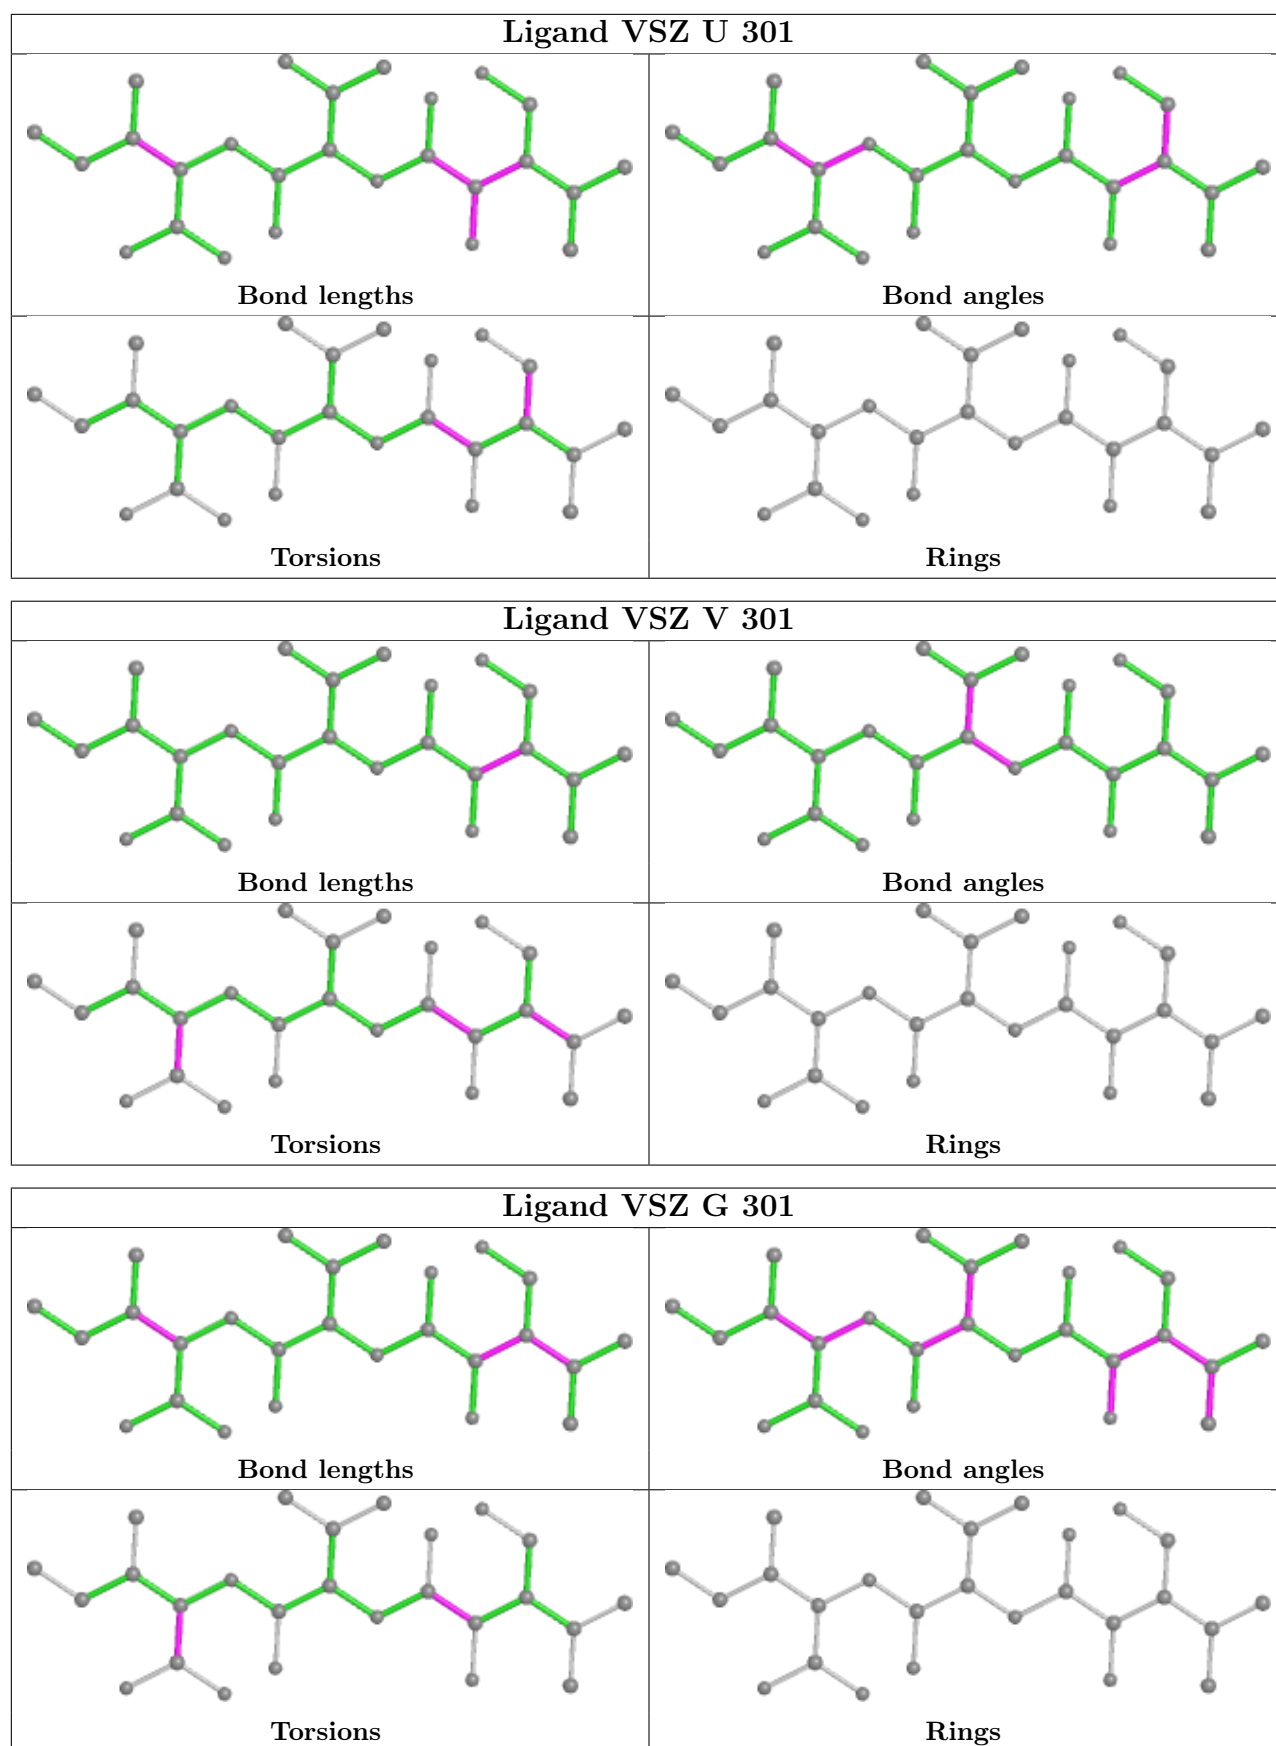 Ligand VSZ U 301
Bond lengths
Bond angles
Torsions
Rings
Ligand VSZ V 301
Bond lengths
Bond angles
Torsions
Rings
Ligand VSZ G 301
Bond lengths
Bond angles
Torsions
Rings